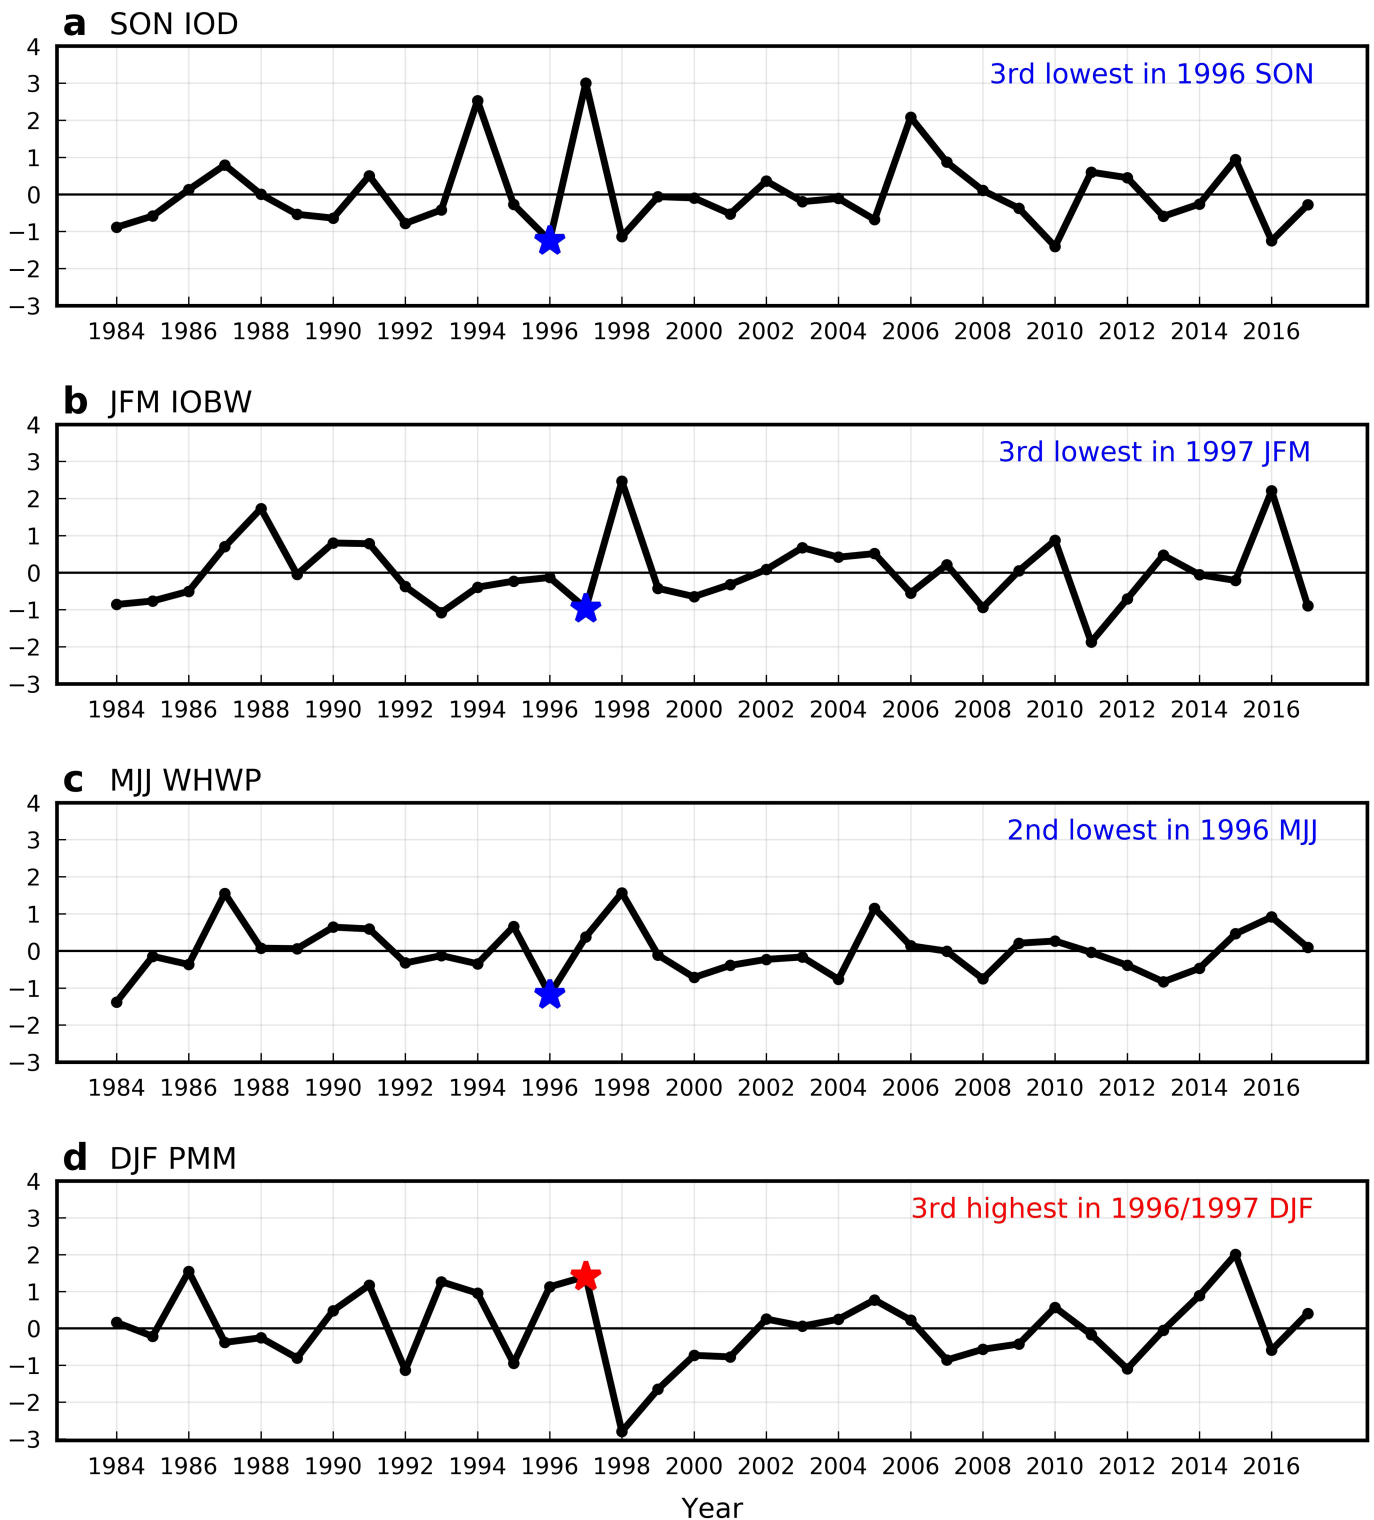 a SON IOD
3rd lowest in 1996 SON
4
3
2
1
0
−1
−2
−3
1984 1986 1988 1990 1992 1994 1996 1998 2000 2002 2004 2006 2008 2010 2012 2014 2016
b JFM IOBW
3rd lowest in 1997 JFM
4
3
2
1
0
−1
−2
−3
1984 1986 1988 1990 1992 1994 1996 1998 2000 2002 2004 2006 2008 2010 2012 2014 2016
c MJJ WHWP
2nd lowest in 1996 MJJ
4
3
2
1
0
−1
−2
−3
1984 1986 1988 1990 1992 1994 1996 1998 2000 2002 2004 2006 2008 2010 2012 2014 2016
d DJF PMM
3rd highest in 1996/1997 DJF
4
3
2
1
0
−1
−2
−3
1984 1986 1988 1990 1992 1994 1996 1998 2000 2002 2004 2006 2008 2010 2012 2014 2016
Year